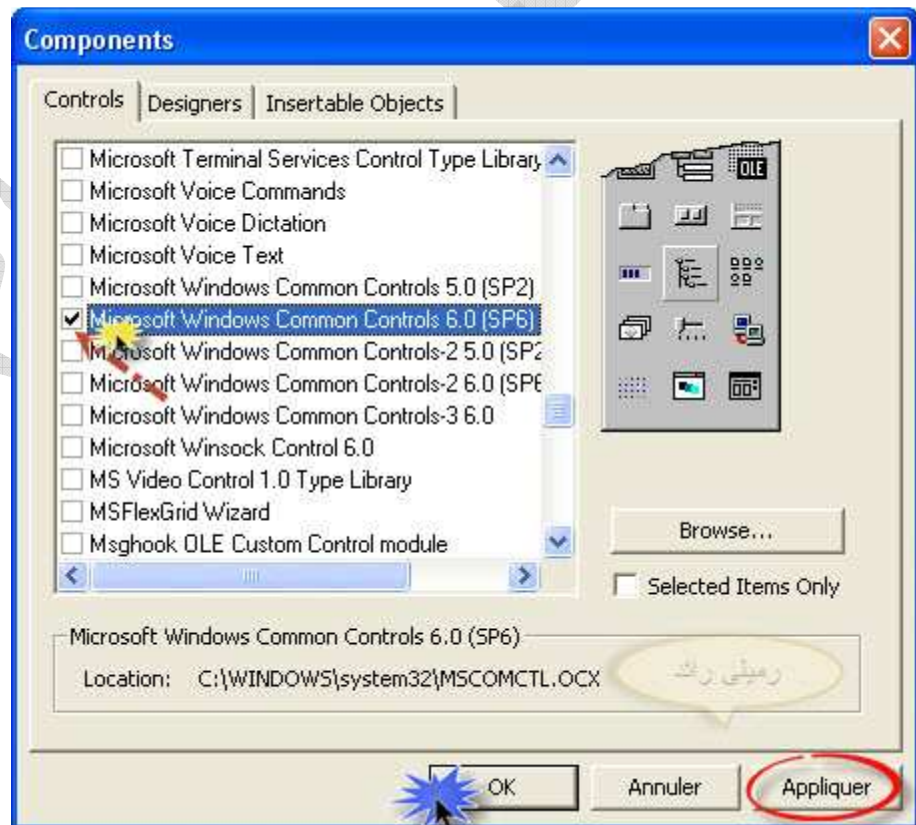 Components
Controls
Designers
Insertable Objects
Microsoft Terminal Services Control Type Library
Microsoft Voice Commands
Microsoft Voice Dictation
Microsoft Voice Text
Microsoft Windows Common Controls 5.0 (SP2)
Microsoft Windows Common Controls 6.0 (SP6)
Microsoft Windows Common Controls-2 5.0 (SP2
Microsoft Windows Common Controls-2 6.0 (SP6
Microsoft Windows Common Controls-3 6.0
Microsoft Winsock Control 6.0
MS Video Control 1.0 Type Library
MSFlexGrid Wizard
Msghook OLE Custom Control module
OLE
Browse...
Selected Items Only
Microsoft Windows Common Controls 6.0 (SP6)
Location: C:\WINDOWS\system32\MSCOMCTL.OCX
OK
Annuler
Appliquer